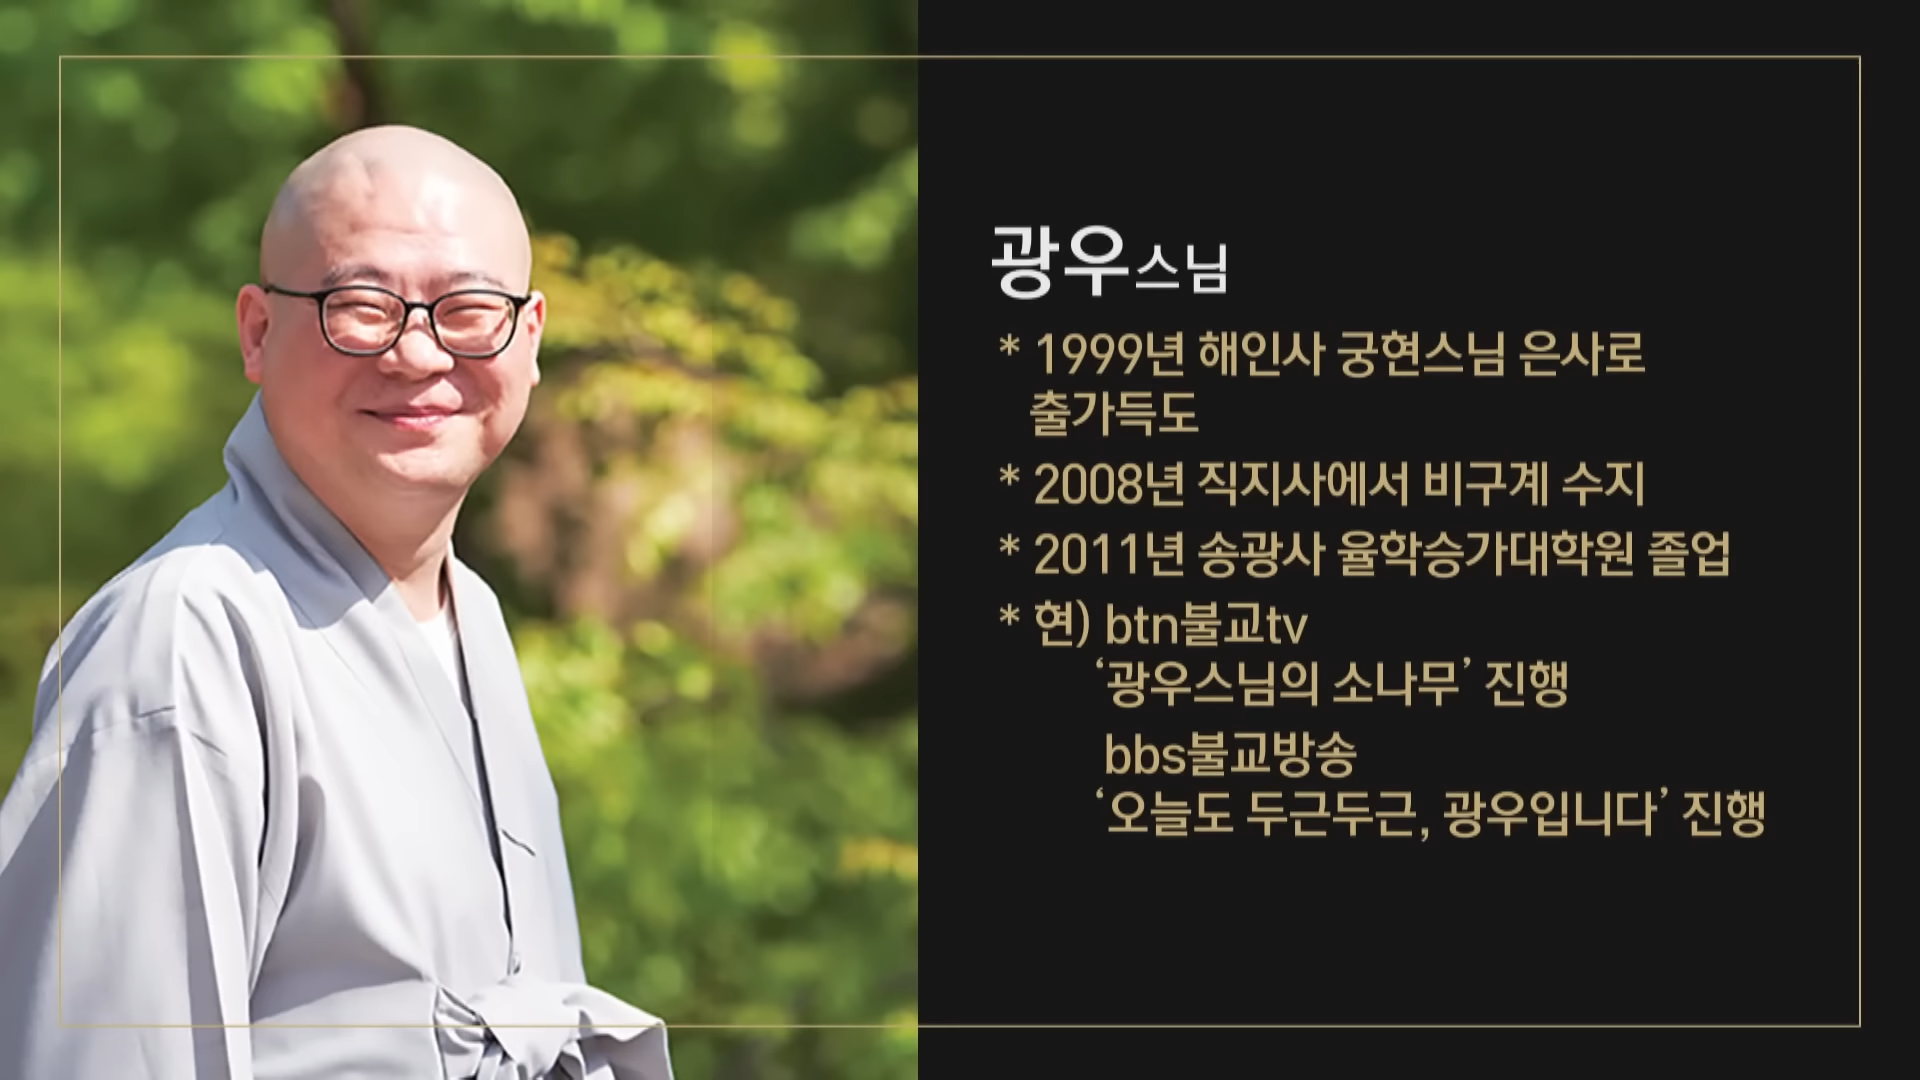 광우스님
* 1999년 해인사 궁현스님 은사로
출가득도
* 2008년 직지사에서 비구계 수지
* 2011년 송광사 율학승가대학원 졸업
* 현) btn불교tv
‘광우스님의 소나무’ 진행
bbs불교방송
‘오늘도 두근두근, 광우입니다’ 진행